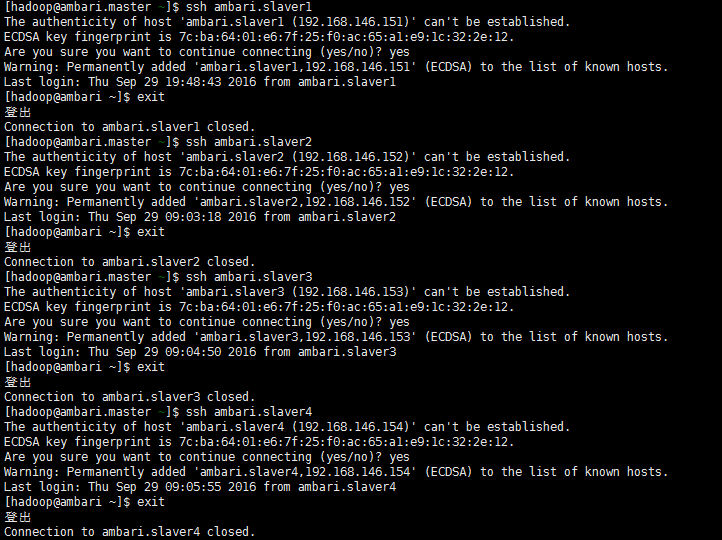 [hadoop@ambari.master ~]$ ssh ambari.slaver1
The authenticity of host 'ambari.slaver1 (192.168.146.151)' can't be established.
ECDSA key fingerprint is 7c:ba:64:01:e6:7f:25:f0:ac:65:a1:e9:1c:32:2e:12.
Are you sure you want to continue connecting (yes/no)? yes
Warning: Permanently added 'ambari.slaver1,192.168.146.151' (ECDSA) to the list of known hosts.
Last login: Thu Sep 29 19:48:43 2016 from ambari.slaver1
[hadoop@ambari ~]$ exit
登出
Connection to ambari.slaver1 closed.
[hadoop@ambari.master ~]$ ssh ambari.slaver2
The authenticity of host 'ambari.slaver2 (192.168.146.152)' can't be established.
ECDSA key fingerprint is 7c:ba:64:01:e6:7f:25:f0:ac:65:a1:e9:1c:32:2e:12.
Are you sure you want to continue connecting (yes/no)? yes
Warning: Permanently added 'ambari.slaver2,192.168.146.152' (ECDSA) to the list of known hosts.
Last login: Thu Sep 29 09:03:18 2016 from ambari.slaver2
[hadoop@ambari ~]$ exit
登出
Connection to ambari.slaver2 closed.
[hadoop@ambari.master ~]$ ssh ambari.slaver3
The authenticity of host 'ambari.slaver3 (192.168.146.153)' can't be established.
ECDSA key fingerprint is 7c:ba:64:01:e6:7f:25:f0:ac:65:a1:e9:1c:32:2e:12.
Are you sure you want to continue connecting (yes/no)? yes
Warning: Permanently added 'ambari.slaver3,192.168.146.153' (ECDSA) to the list of known hosts.
Last login: Thu Sep 29 09:04:50 2016 from ambari.slaver3
[hadoop@ambari ~]$ exit
登出
Connection to ambari.slaver3 closed.
[hadoop@ambari.master ~]$ ssh ambari.slaver4
The authenticity of host 'ambari.slaver4 (192.168.146.154)' can't be established.
ECDSA key fingerprint is 7c:ba:64:01:e6:7f:25:f0:ac:65:a1:e9:1c:32:2e:12.
Are you sure you want to continue connecting (yes/no)? yes
Warning: Permanently added 'ambari.slaver4,192.168.146.154' (ECDSA) to the list of known hosts.
Last login: Thu Sep 29 09:05:55 2016 from ambari.slaver4
[hadoop@ambari ~]$ exit
登出
Connection to ambari.slaver4 closed.